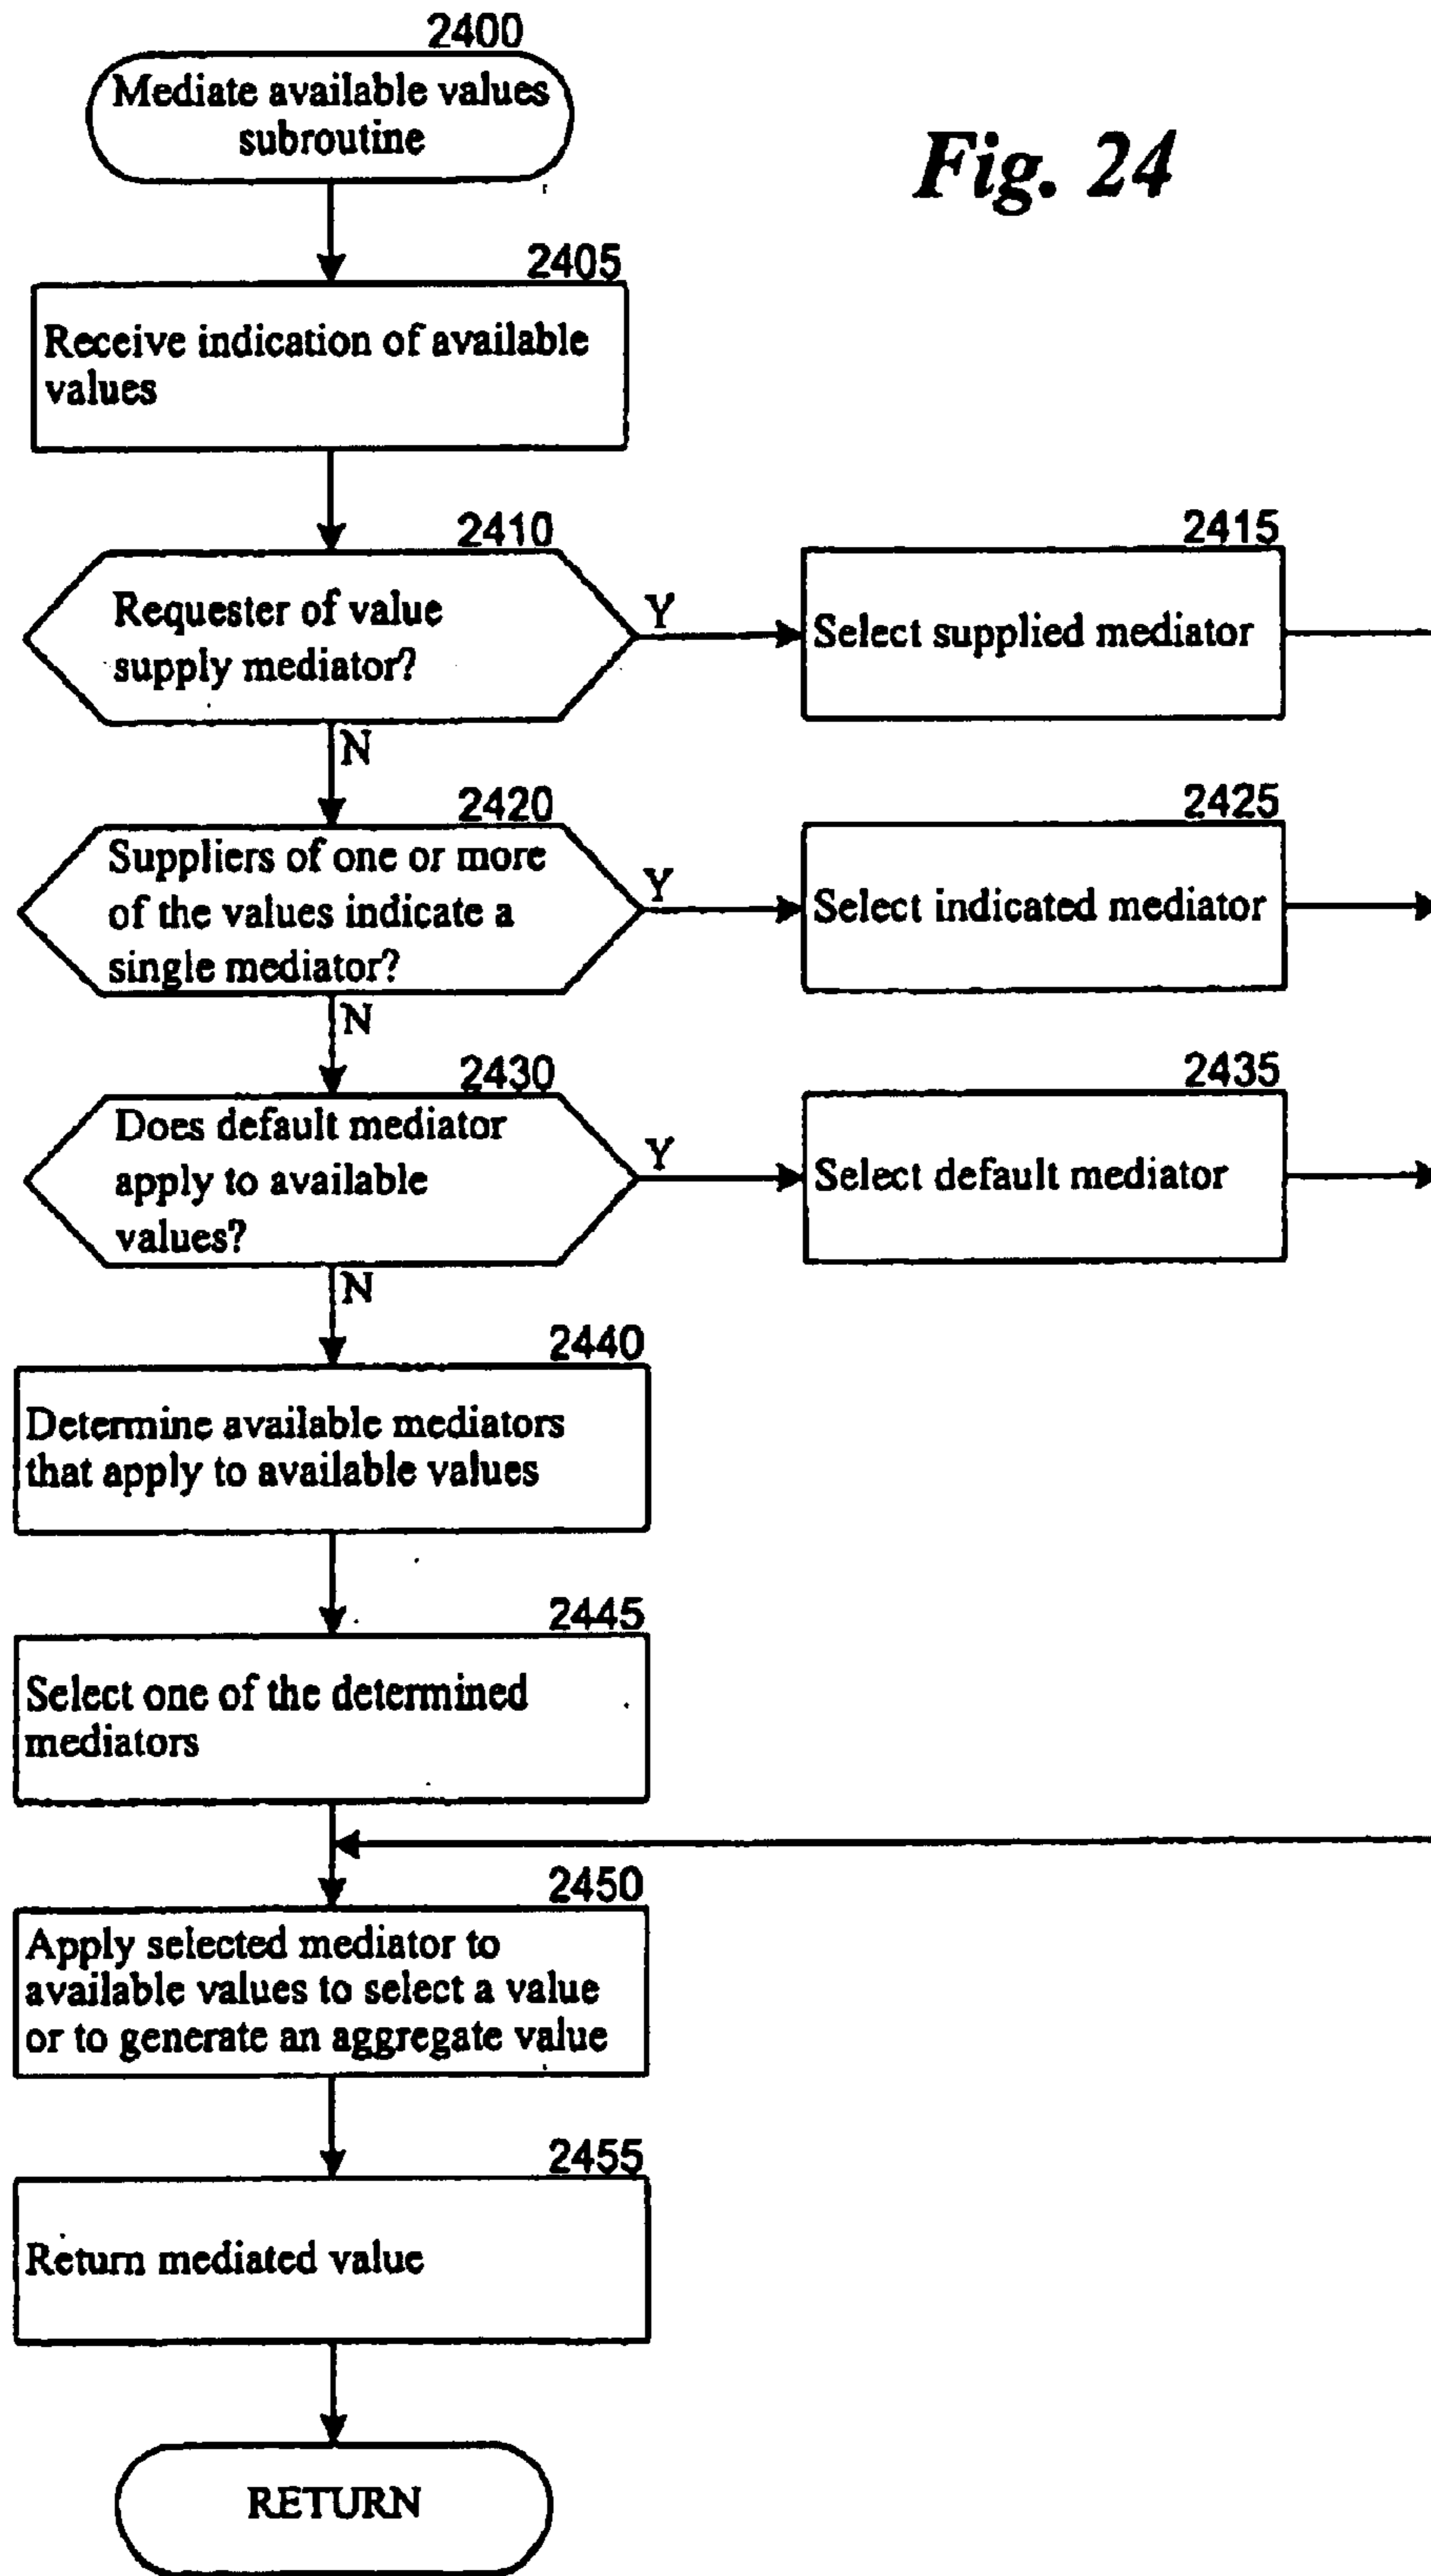 2400
Mediate available values
subroutine
Fig. 24
2405
Receive indication of available
values
2410
Requester of value
supply mediator?
Y
N
2415
Select supplied mediator
2420
Suppliers of one or more
of the values indicate a
single mediator?
Y
N
2425
Select indicated mediator
2430
Does default mediator
apply to available
values?
Y
N
2435
Select default mediator
2440
Determine available mediators
that apply to available values
2445
Select one of the determined
mediators
2450
Apply selected mediator to
available values to select a value
or to generate an aggregate value
2455
Return mediated value
RETURN